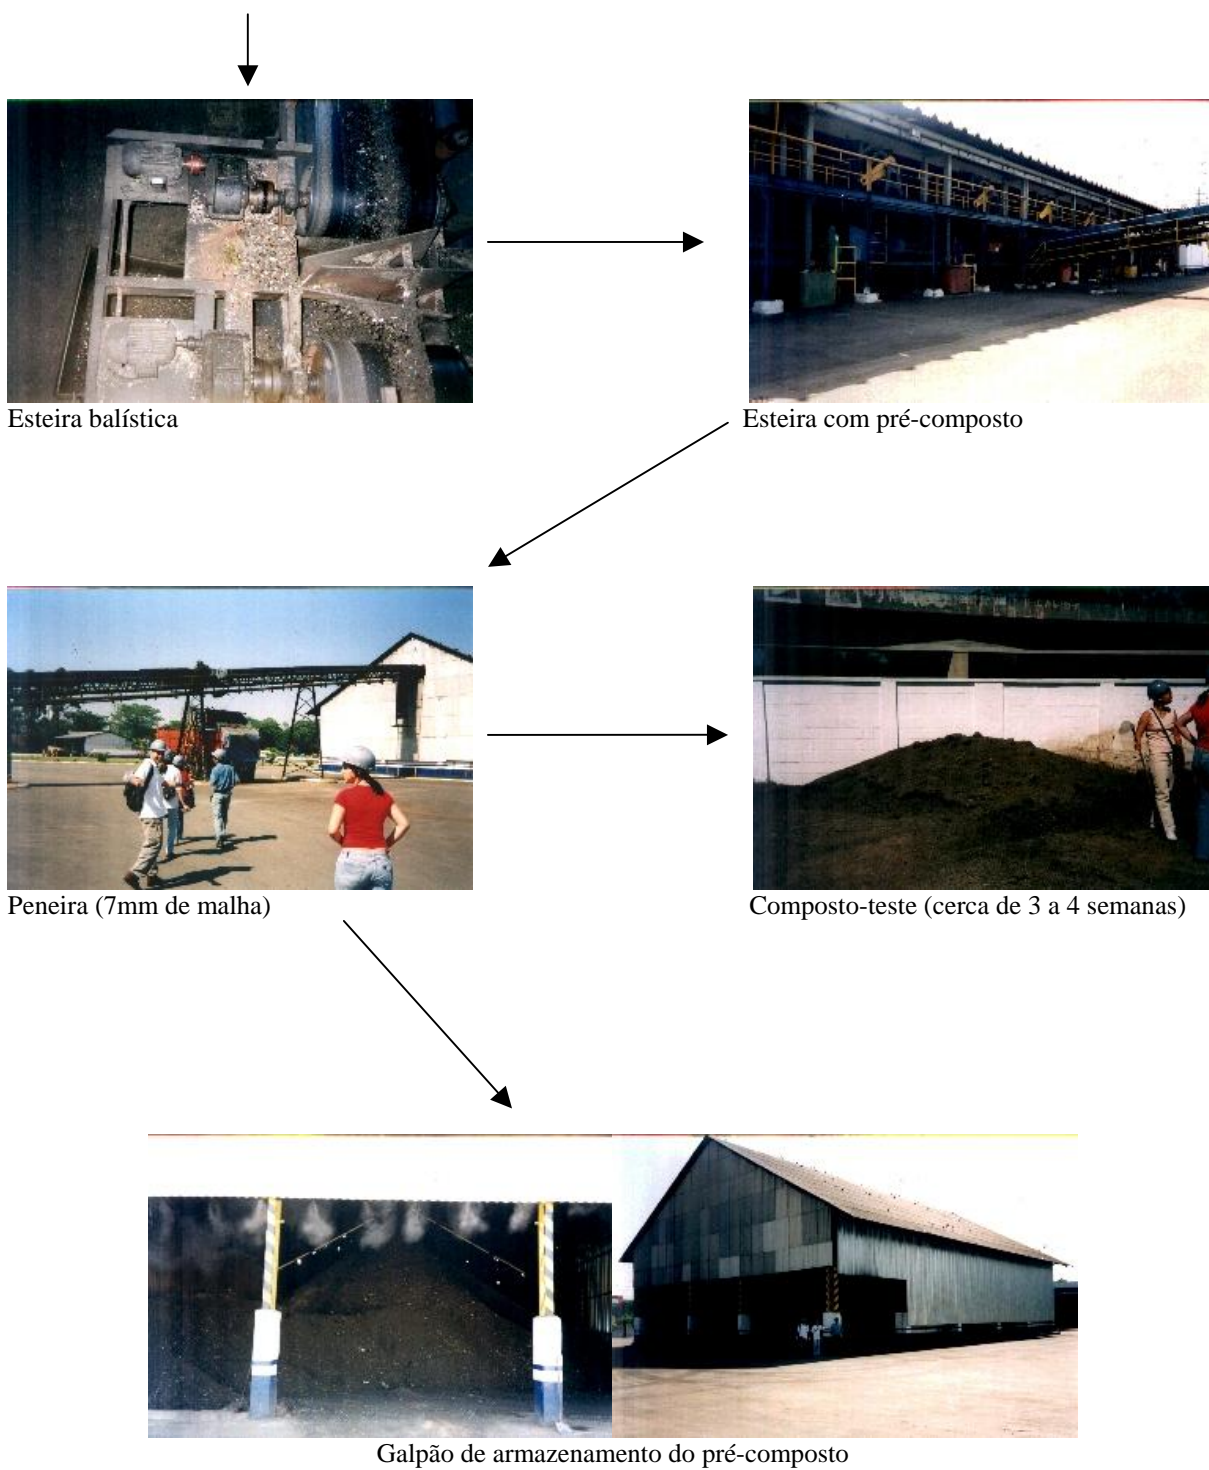 Esteira balística
Esteira com pré-composto
Peneira (7mm de malha)
Composto-teste (cerca de 3 a 4 semanas)
Galpão de armazenamento do pré-composto